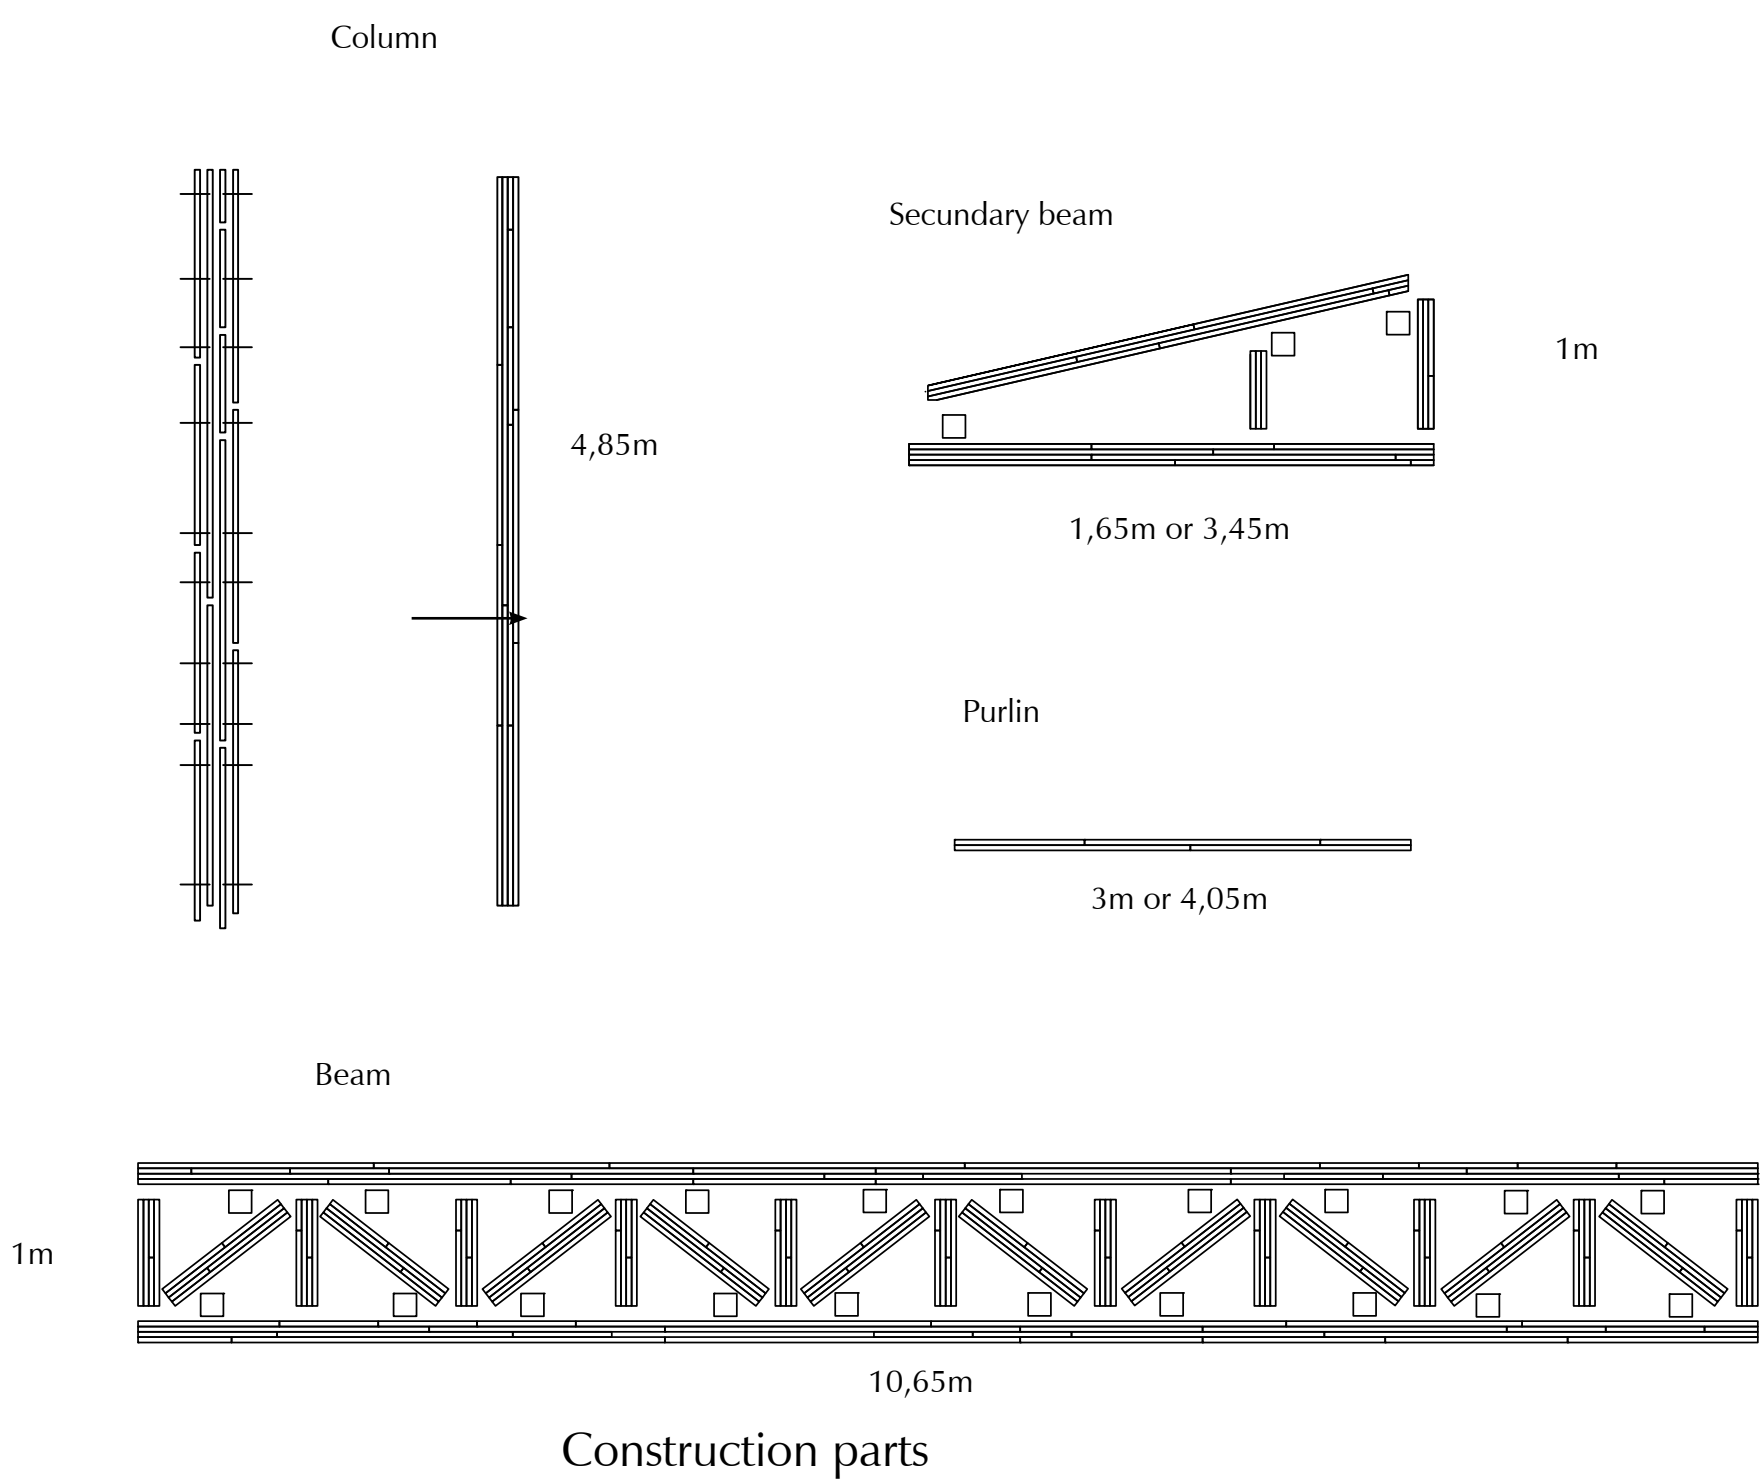 Column
Secundary beam
1m
4,85m
1,65m or 3,45m
Purlin
3m or 4,05m
Beam
1m
10,65m
Construction parts